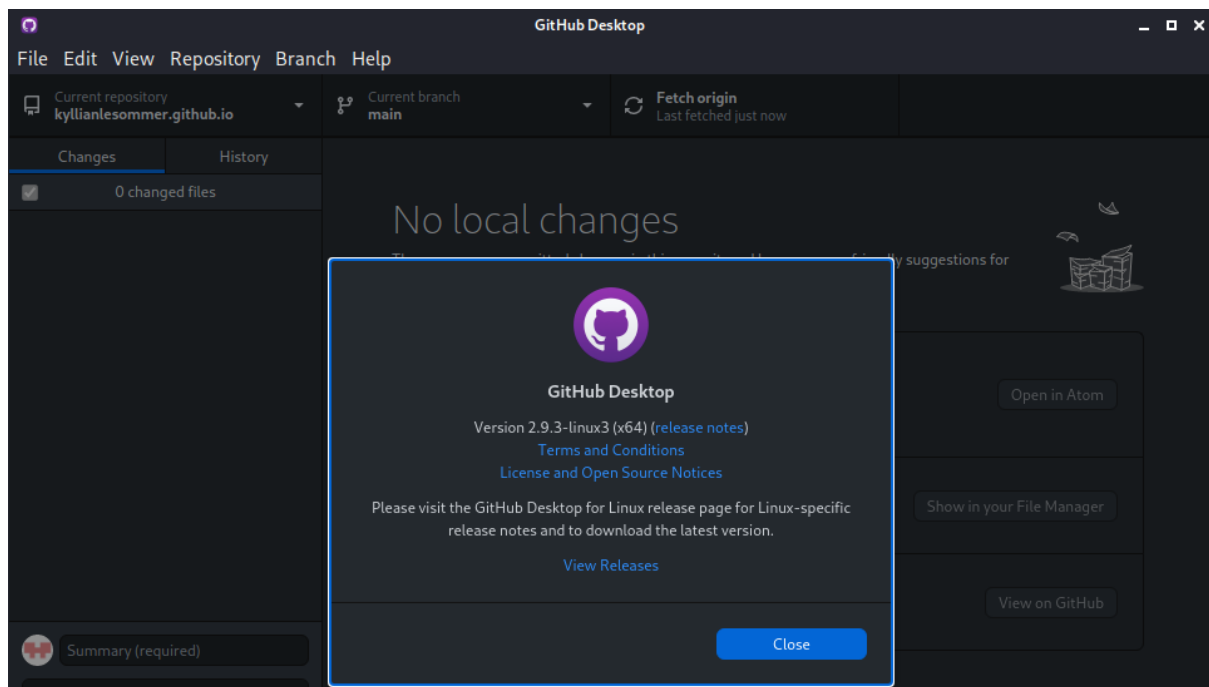 GitHub Desktop
File Edit View Repository Branch Help
Current repository
kyllianlesommer.github.io
Current branch
main
Fetch origin
Last fetched just now
Changes
History
0 changed files
No local changes
suggestions for
Open in Atom
Show in your File Manager
View on GitHub
GitHub Desktop
Version 2.9.3-linux3 (x64) (release notes)
Terms and Conditions
License and Open Source Notices
Please visit the GitHub Desktop for Linux release page for Linux-specific
release notes and to download the latest version.
View Releases
Close
Summary (required)